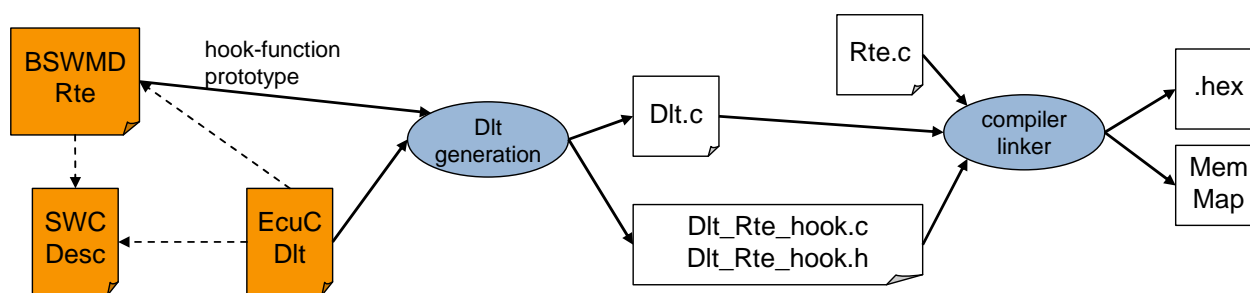 BSWMD
Rte
hook-function
prototype
SWC
Desc
EcuC
Dlt
Dlt
generation
Dlt.c
Dlt_Rte_hook.c
Dlt_Rte_hook.h
Rte.c
compiler
linker
.hex
Mem
Map